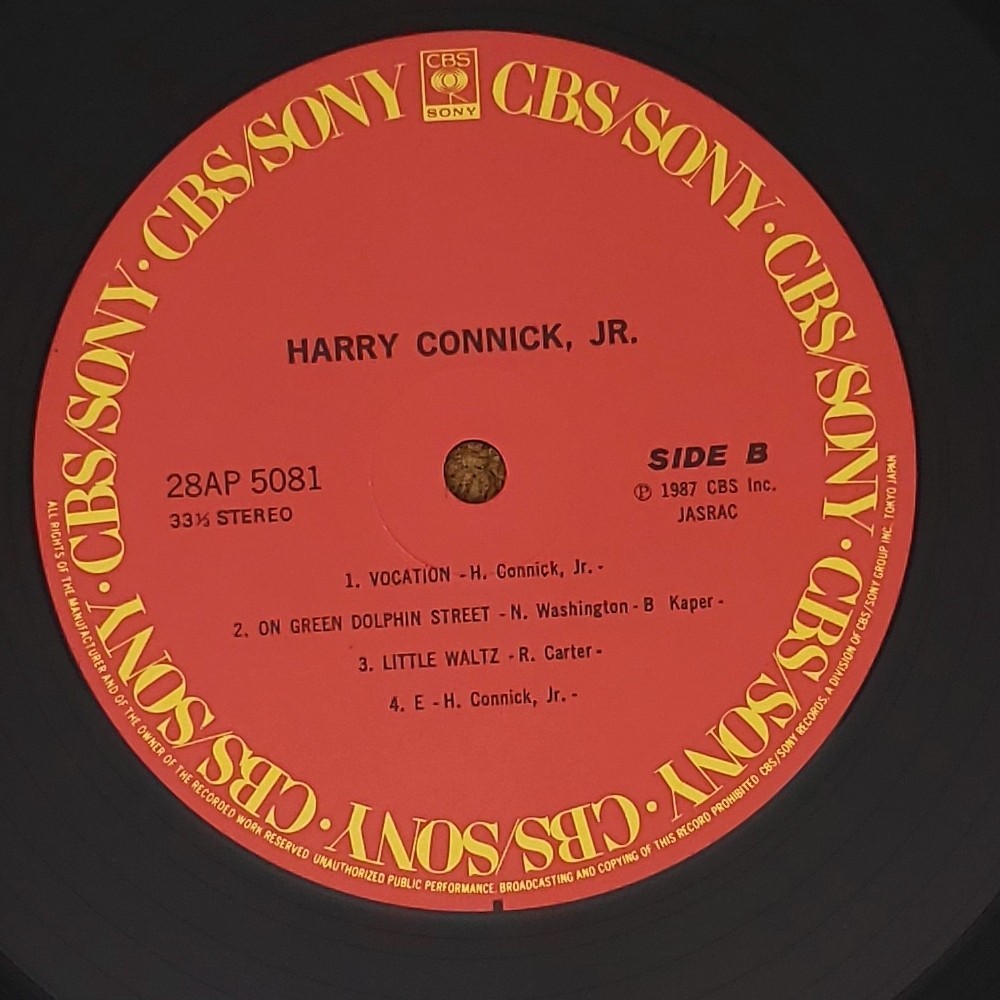 CBS
SONY
CBS/SONY · CBS/SONY · CBS/SONY · CBS/SONY · CBS/SONY · CBS/SONY · CBS/SONY · CBS/SONY
HARRY CONNICK, JR.
28AP 5081
33⅓ STEREO
SIDE B
Ⓟ 1987 CBS Inc.
JASRAC
1. VOCATION - H. Connick, Jr. -
2. ON GREEN DOLPHIN STREET - N. Washington - B Kaper -
3. LITTLE WALTZ - R. Carter -
4. E - H. Connick, Jr. -
ALL RIGHTS OF THE MANUFACTURER AND OF THE OWNER OF THE RECORDED WORK RESERVED UNAUTHORIZED PUBLIC PERFORMANCE, BROADCASTING AND COPYING OF THIS RECORD PROHIBITED CBS/SONY RECORDS, A DIVISION OF CBS/SONY GROUP INC. TOKYO JAPAN